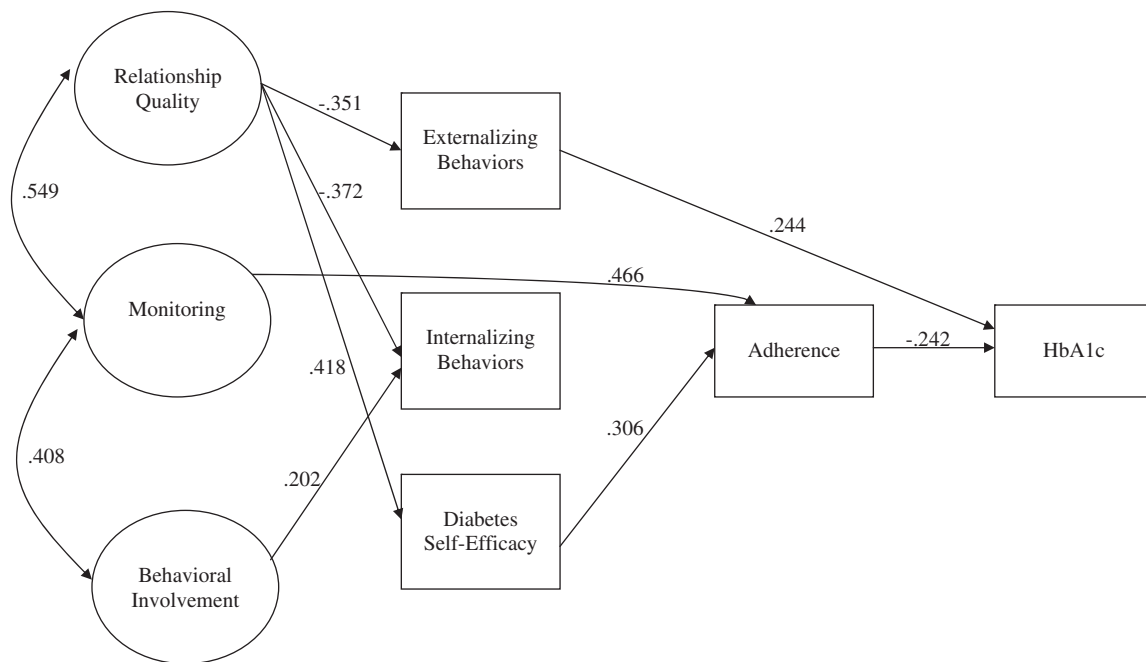 Relationship
Quality
-.351
Externalizing
Behaviors
-.372
.549
.244
.466
Monitoring
Internalizing
Behaviors
Adherence
-.242
HbA1c
.418
.306
.408
.202
Diabetes
Self-Efficacy
Behavioral
Involvement